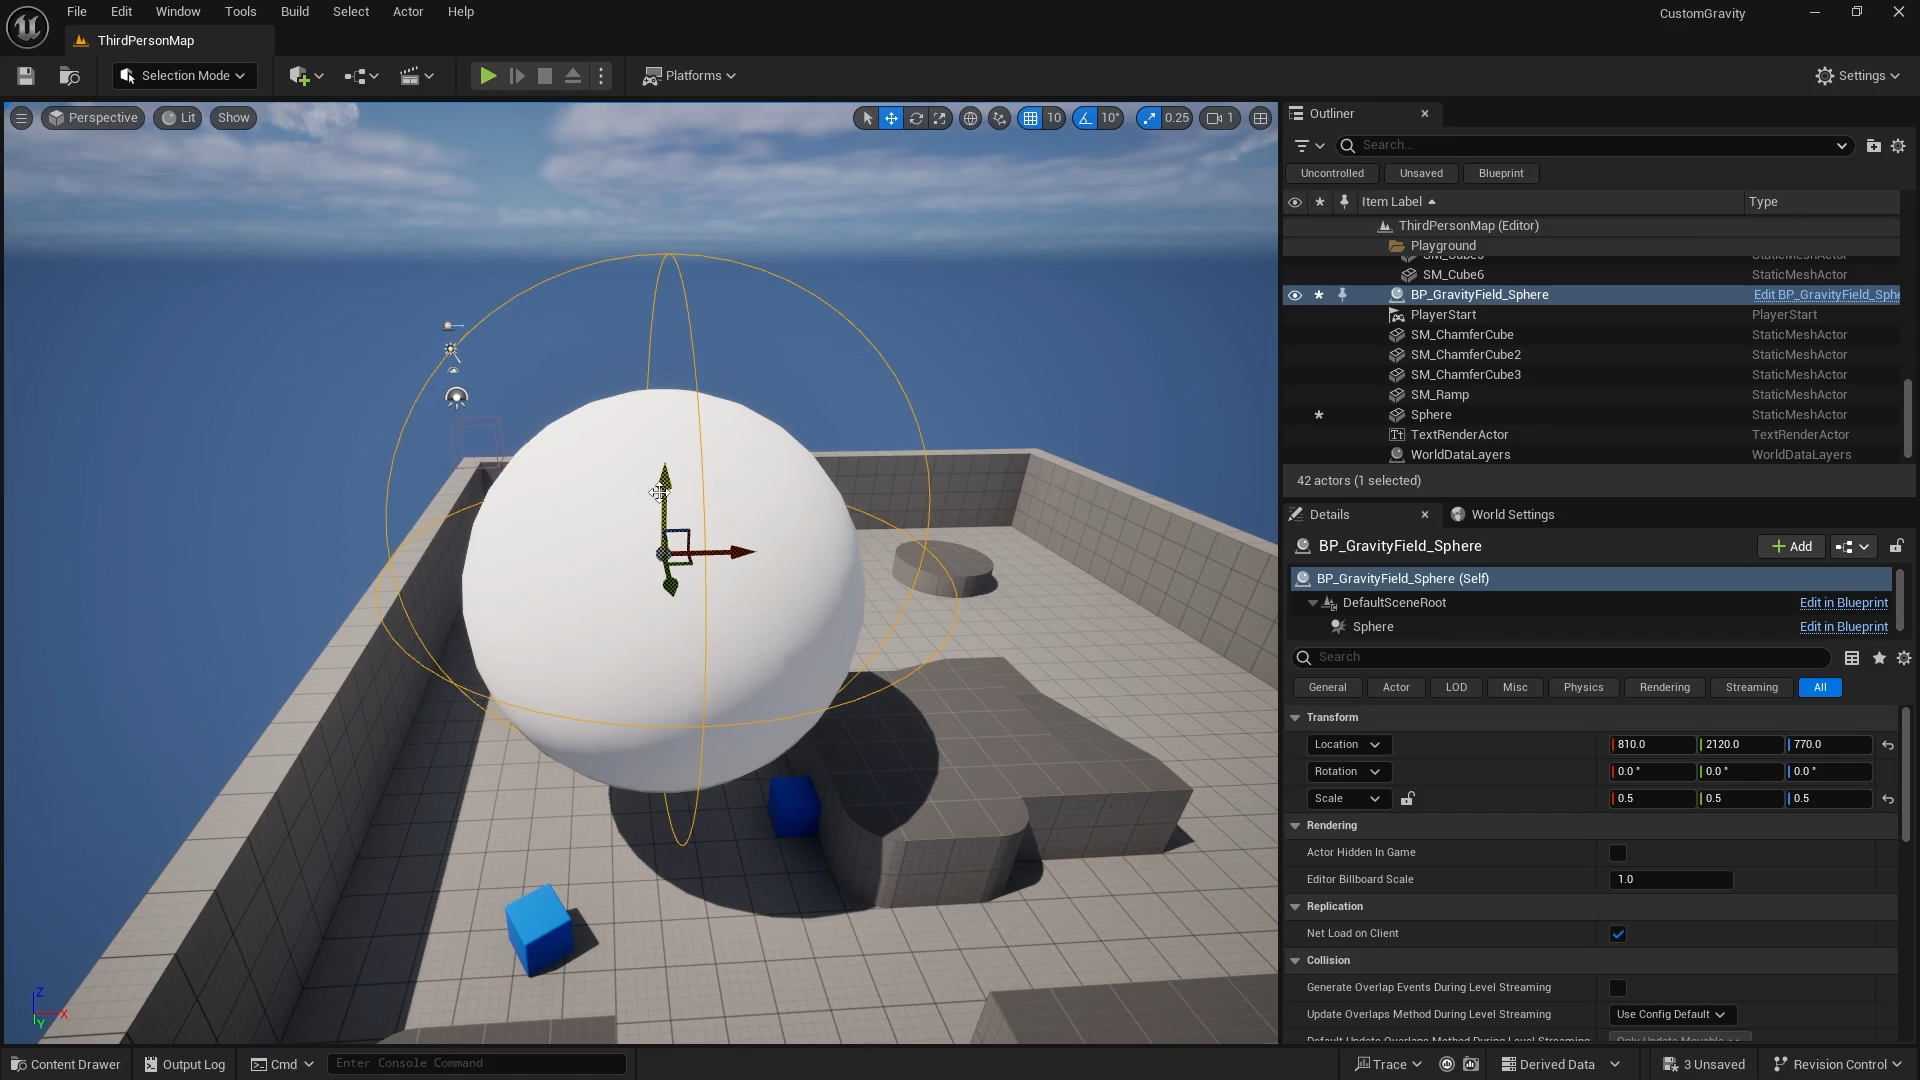 File Edit Window Tools Build Select Actor Help
CustomGravity
ThirdPersonMap
Selection Mode
Platforms
Settings
Perspective Lit Show
10 10° 0.25 1
Outliner
Search...
Uncontrolled Unsaved Blueprint
Item Label Type
ThirdPersonMap (Editor)
Playground
SM_Cube6 StaticMeshActor
BP_GravityField_Sphere Edit BP_GravityField_Sphe
PlayerStart PlayerStart
SM_ChamferCube StaticMeshActor
SM_ChamferCube2 StaticMeshActor
SM_ChamferCube3 StaticMeshActor
SM_Ramp StaticMeshActor
Sphere StaticMeshActor
TextRenderActor TextRenderActor
WorldDataLayers WorldDataLayers
42 actors (1 selected)
Details World Settings
BP_GravityField_Sphere
Add
BP_GravityField_Sphere (Self)
DefaultSceneRoot Edit in Blueprint
Sphere Edit in Blueprint
Search
General Actor LOD Misc Physics Rendering Streaming All
Transform
Location 810.0 2120.0 770.0
Rotation 0.0 ° 0.0 ° 0.0 °
Scale 0.5 0.5 0.5
Rendering
Actor Hidden In Game
Editor Billboard Scale 1.0
Replication
Net Load on Client
Collision
Generate Overlap Events During Level Streaming
Update Overlaps Method During Level Streaming Use Config Default
Default Update Overlaps Method During Level Streaming
Z
X
Y
Content Drawer Output Log Cmd Enter Console Command
Trace Derived Data 3 Unsaved Revision Control